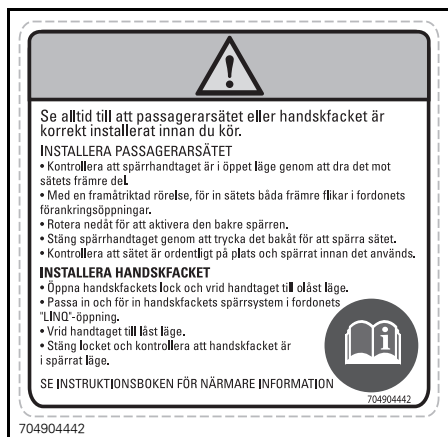 Se alltid till att passagerarsätet eller handskfacket är
korrekt installerat innan du kör.
INSTALLERA PASSAGERARSÄTET
• Kontrollera att spärrhandtaget är i öppet läge genom att dra det mot
sätets främre del.
• Med en framåtriktad rörelse, för in sätets båda främre flikar i fordonets
förankringsöppningar.
• Rotera nedåt för att aktivera den bakre spärren.
• Stäng spärrhandtaget genom att trycka det bakåt för att spärra sätet.
• Kontrollera att sätet är ordentligt på plats och spärrat innan det används.
INSTALLERA HANDSKFACKET
• Öppna handskfackets lock och vrid handtaget till olåst läge.
• Passa in och för in handskfackets spärrsystem i fordonets
"LINQ"-öppning.
• Vrid handtaget till låst läge.
• Stäng locket och kontrollera att handskfacket är
i spärrat läge.
SE INSTRUKTIONSBOKEN FÖR NÄRMARE INFORMATION
704904442
704904442